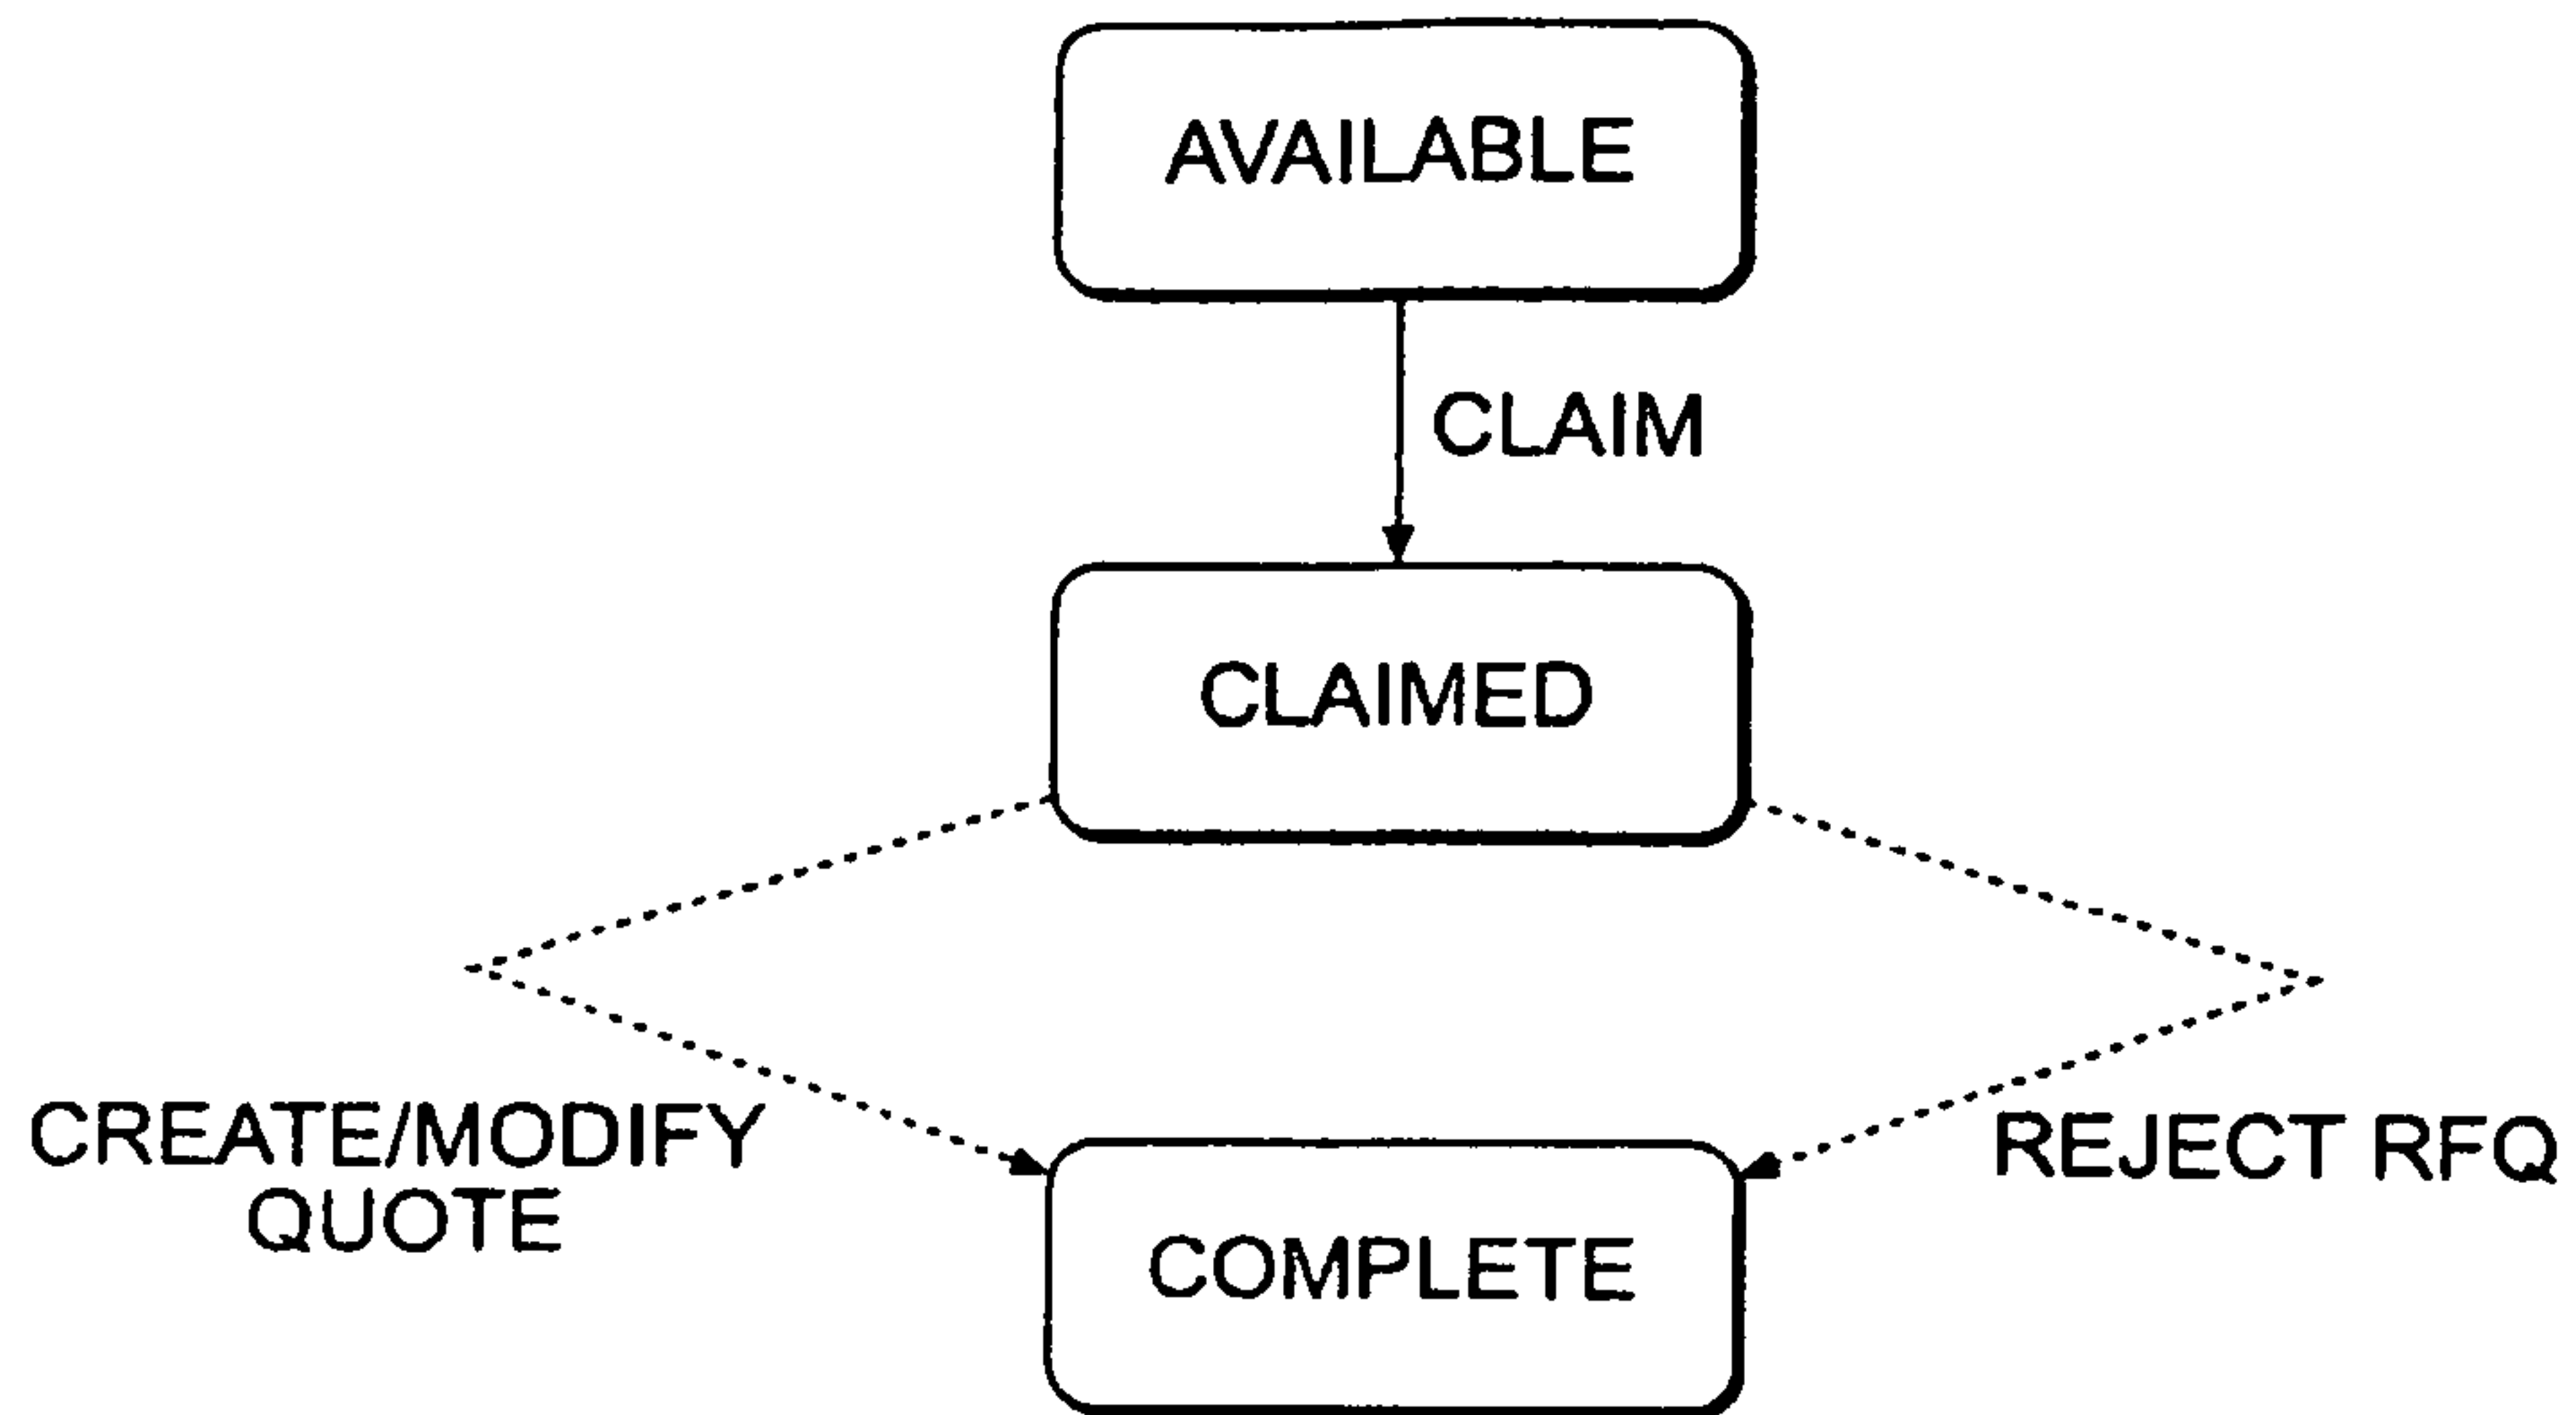 AVAILABLE
CLAIM
CLAIMED
CREATE/MODIFY
QUOTE
REJECT RFQ
COMPLETE